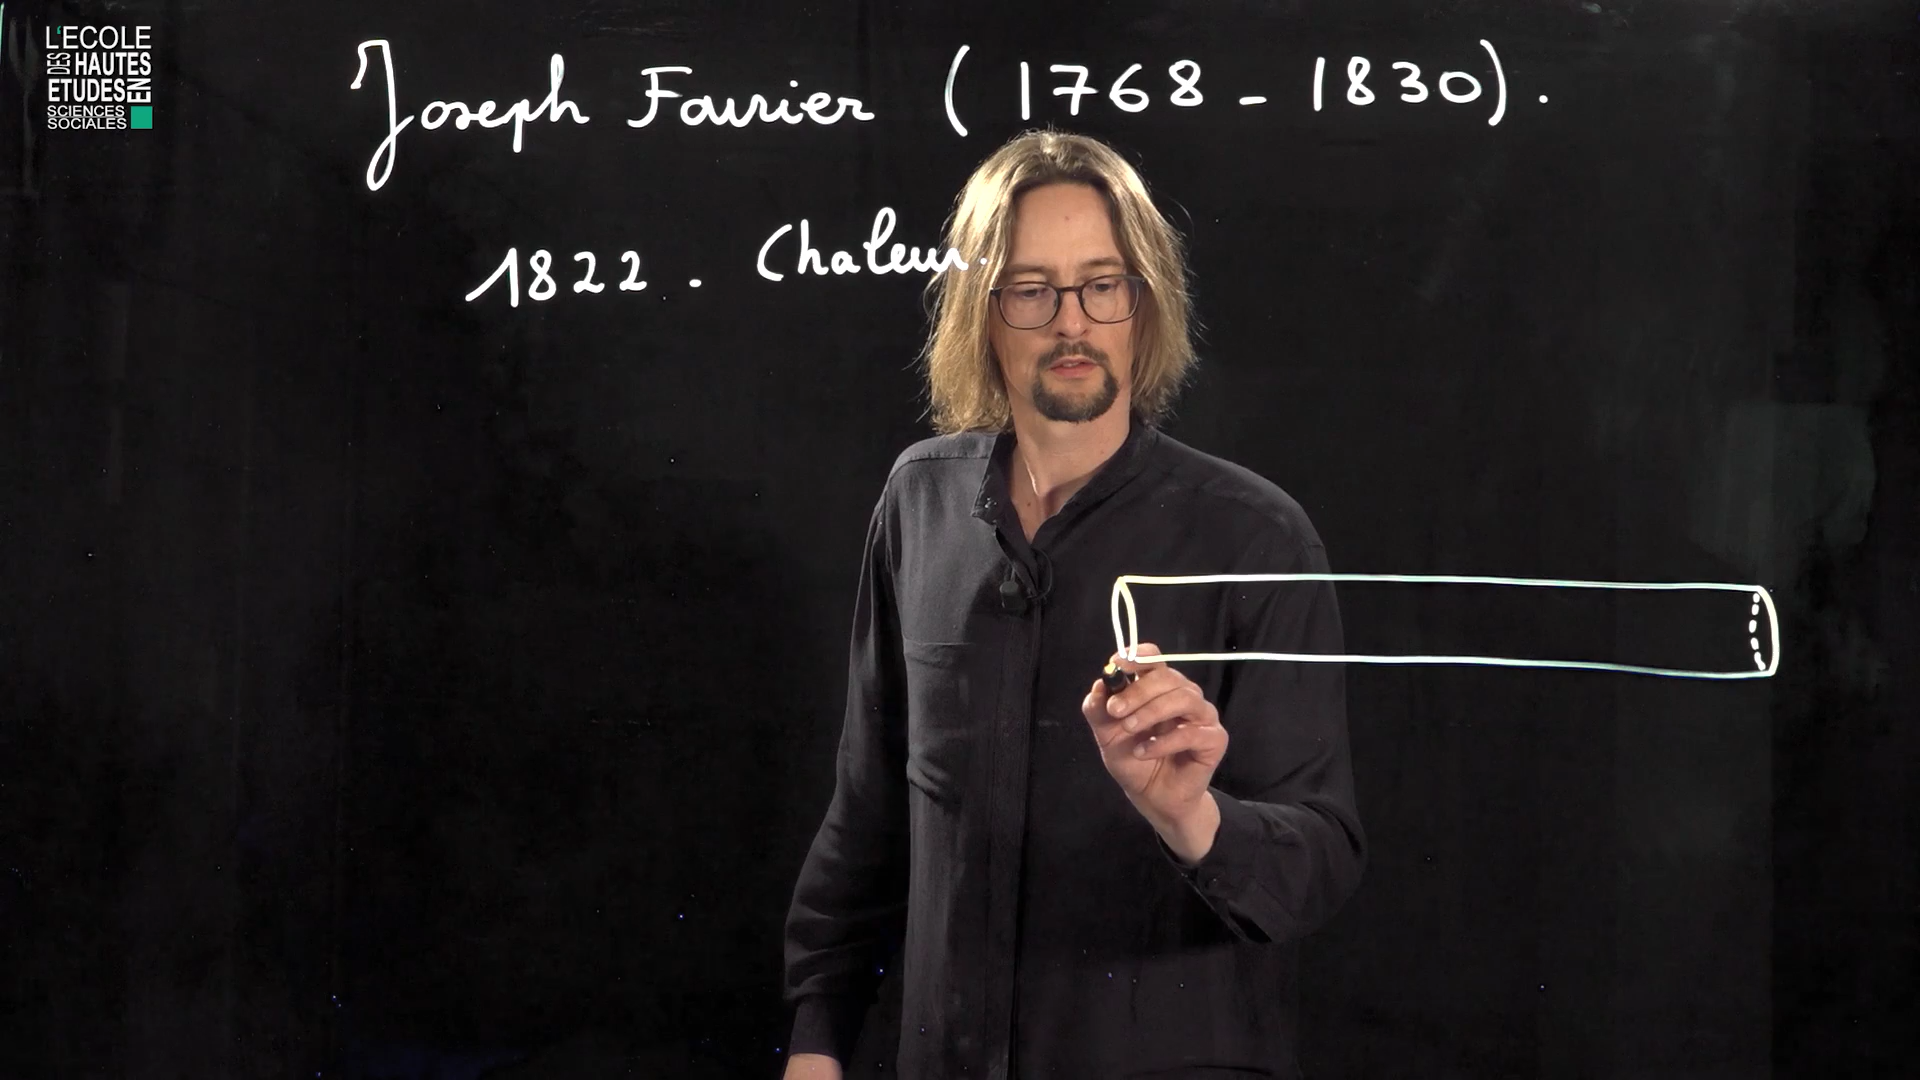 L'ECOLE
DES HAUTES
ETUDES EN
SCIENCES
SOCIALES
Joseph Fourier (1768 - 1830).
1822. Chaleur.